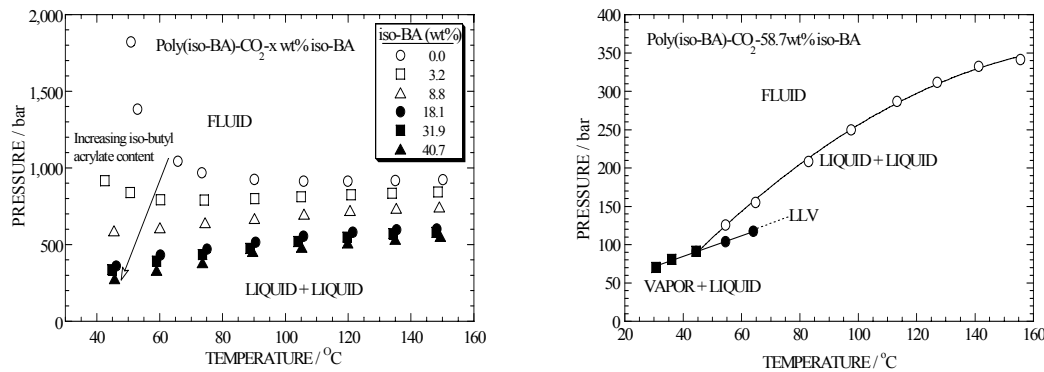 2,000
1,600
1,200
1,000
500
0,000
PRESSURE / bar
Poly(iso-BA)-CO2-x wt% iso-BA
iso-BA (wt%)
0.0
3.2
8.8
18.1
31.9
40.7
FLUID
Increasing iso-butyl
acrylate content
LIQUID + LIQUID
40 60 80 100 120 140 160
TEMPERATURE / °C
400
350
300
250
200
150
100
50
0
PRESSURE / bar
Poly(iso-BA)-CO2-58.7wt% iso-BA
FLUID
LIQUID + LIQUID
LLV
VAPOR + LIQUID
20 40 60 80 100 120 140 160
TEMPERATURE / °C